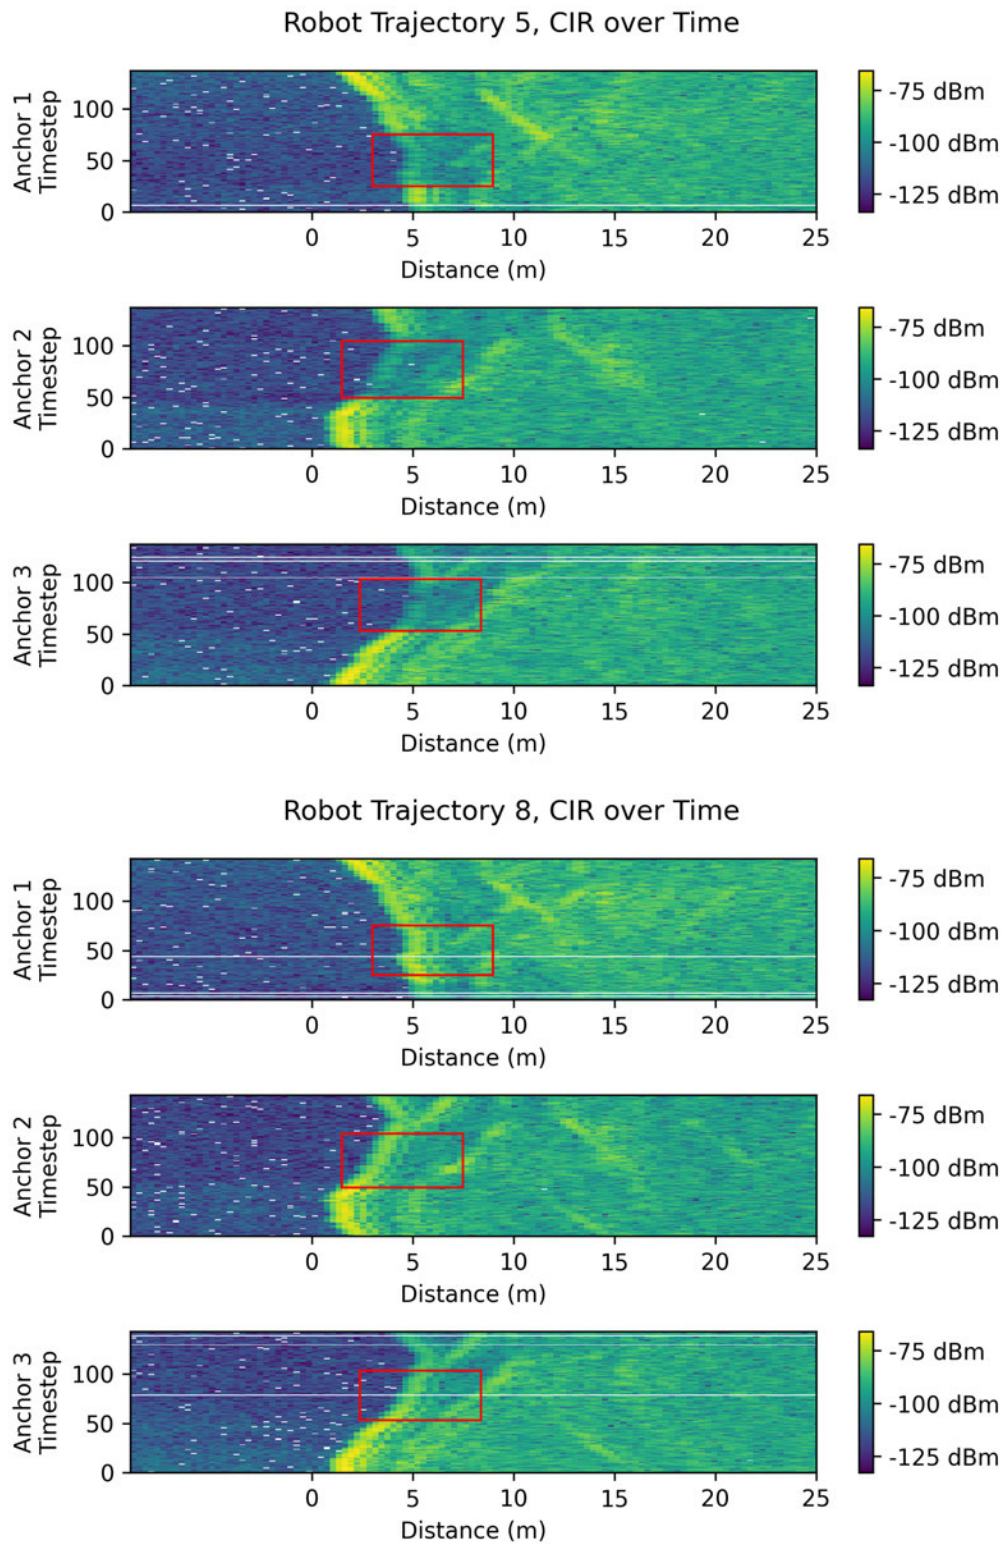 Robot Trajectory 5, CIR over Time
Anchor 1
Timestep
100
50
0
0 5 10 15 20 25
Distance (m)
-75 dBm
-100 dBm
-125 dBm
Anchor 2
Timestep
100
50
0
0 5 10 15 20 25
Distance (m)
-75 dBm
-100 dBm
-125 dBm
Anchor 3
Timestep
100
50
0
0 5 10 15 20 25
Distance (m)
-75 dBm
-100 dBm
-125 dBm
Robot Trajectory 8, CIR over Time
Anchor 1
Timestep
100
50
0
0 5 10 15 20 25
Distance (m)
-75 dBm
-100 dBm
-125 dBm
Anchor 2
Timestep
100
50
0
0 5 10 15 20 25
Distance (m)
-75 dBm
-100 dBm
-125 dBm
Anchor 3
Timestep
100
50
0
0 5 10 15 20 25
Distance (m)
-75 dBm
-100 dBm
-125 dBm